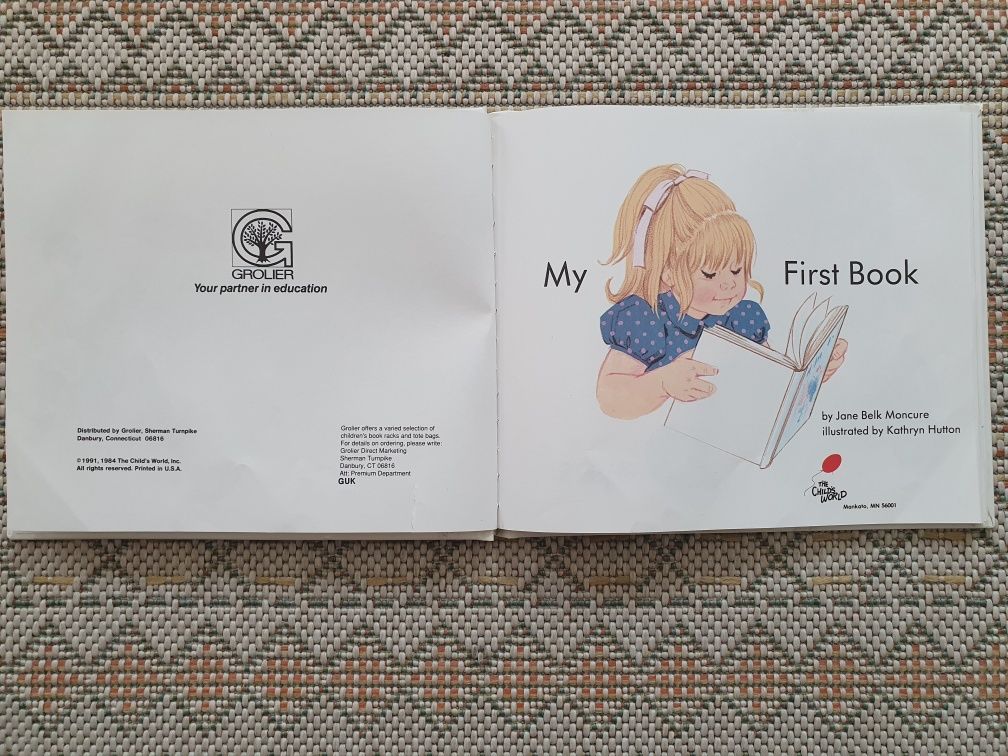 GROLIER
Your partner in education
Distributed by Grolier, Sherman Turnpike
Danbury, Connecticut 06816
©1991, 1984 The Child's World, Inc.
All rights reserved. Printed in U.S.A.
Grolier offers a varied selection of
children's book racks and tote bags.
For details on ordering, please write:
Grolier Direct Marketing
Sherman Turnpike
Danbury, CT 06816
Att: Premium Department
GUK
My First Book
by Jane Belk Moncure
illustrated by Kathryn Hutton
THE
CHILD'S
WORLD
Mankato, MN 56001